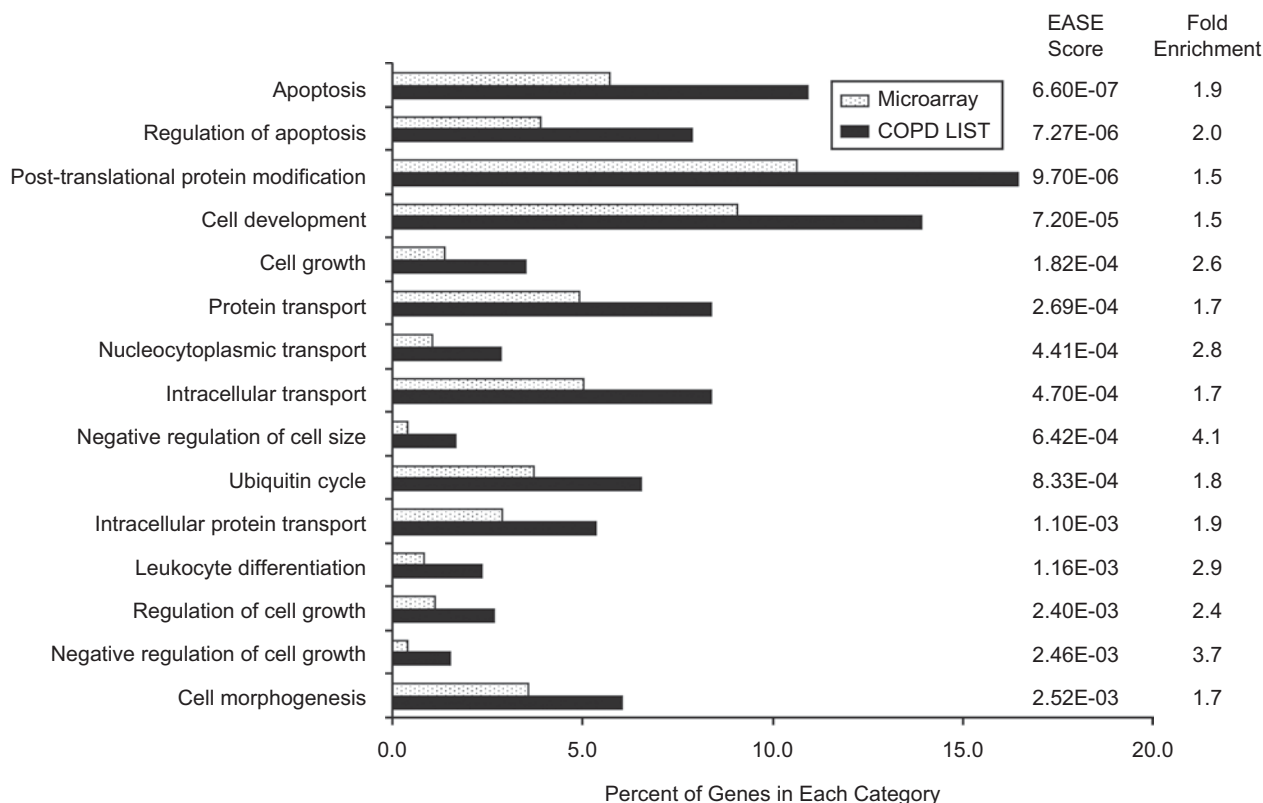 EASE Score
Fold Enrichment
Apoptosis 6.60E-07 1.9
Microarray
COPD LIST
Regulation of apoptosis 7.27E-06 2.0
Post-translational protein modification 9.70E-06 1.5
Cell development 7.20E-05 1.5
Cell growth 1.82E-04 2.6
Protein transport 2.69E-04 1.7
Nucleocytoplasmic transport 4.41E-04 2.8
Intracellular transport 4.70E-04 1.7
Negative regulation of cell size 6.42E-04 4.1
Ubiquitin cycle 8.33E-04 1.8
Intracellular protein transport 1.10E-03 1.9
Leukocyte differentiation 1.16E-03 2.9
Regulation of cell growth 2.40E-03 2.4
Negative regulation of cell growth 2.46E-03 3.7
Cell morphogenesis 2.52E-03 1.7
0.0 5.0 10.0 15.0 20.0
Percent of Genes in Each Category